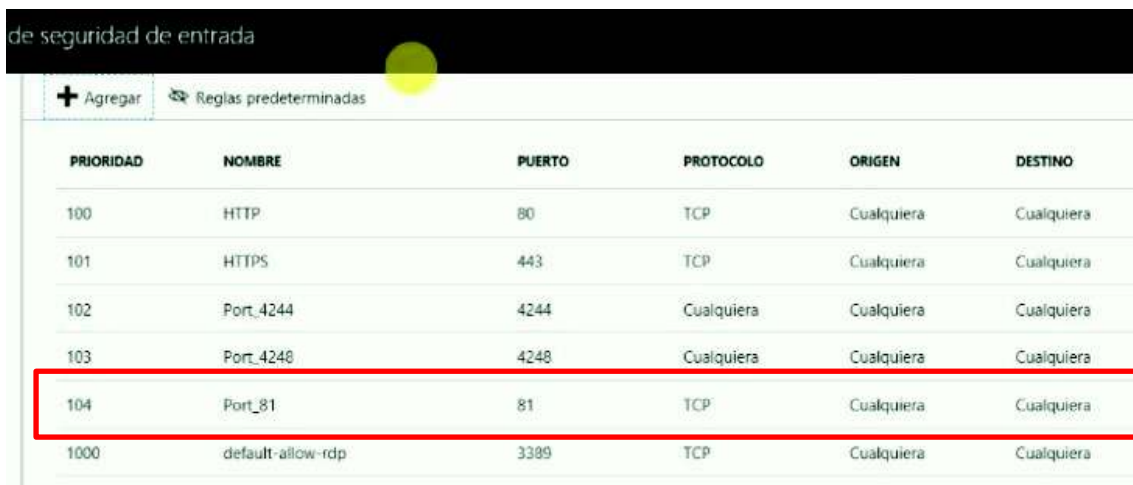 de seguridad de entrada
Agregar Reglas predeterminadas
PRIORIDAD NOMBRE PUERTO PROTOCOLO ORIGEN DESTINO
100 HTTP 80 TCP Cualquiera Cualquiera
101 HTTPS 443 TCP Cualquiera Cualquiera
102 Port_4244 4244 Cualquiera Cualquiera Cualquiera
103 Port_4248 4248 Cualquiera Cualquiera Cualquiera
104 Port_81 81 TCP Cualquiera Cualquiera
1000 default-allow-rdp 3389 TCP Cualquiera Cualquiera